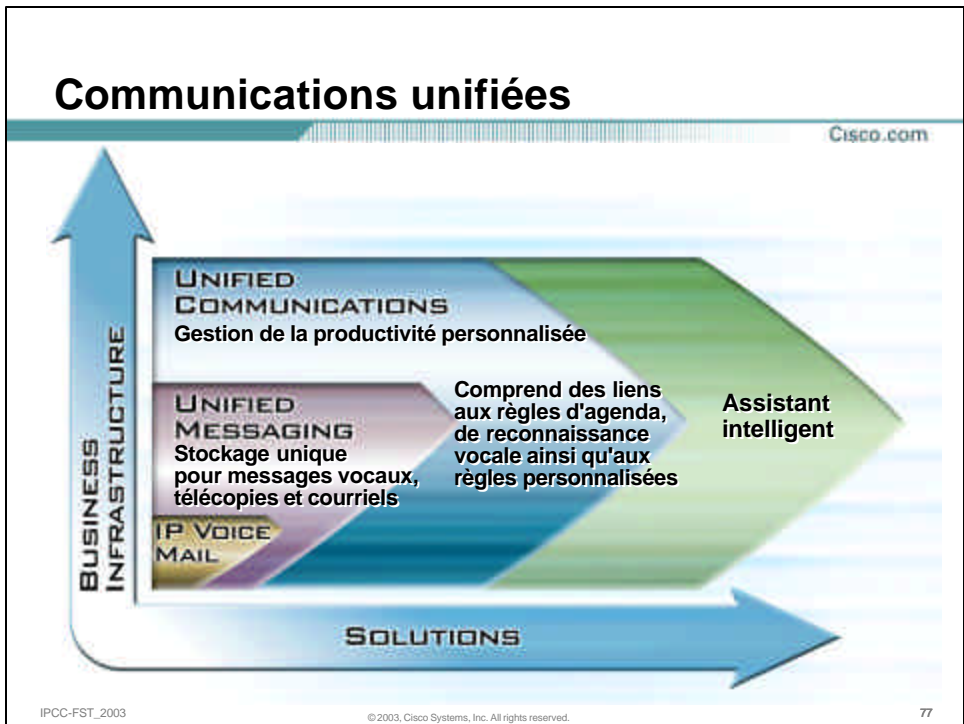 Communications unifiées
Cisco.com
UNIFIED
COMMUNICATIONS
Gestion de la productivité personnalisée
UNIFIED
MESSAGING
Stockage unique
pour messages vocaux,
télécopies et courriels
Comprend des liens
aux règles d'agenda,
de reconnaissance
vocale ainsi qu'aux
règles personnalisées
Assistant
intelligent
IP VOICE
MAIL
BUSINESS
INFRASTRUCTURE
SOLUTIONS
IPCC-FST_2003
© 2003, Cisco Systems, Inc. All rights reserved.
77